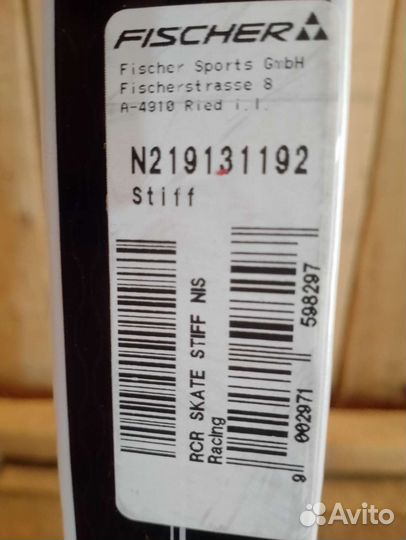 FISCHER
Fischer Sports GmbH
Fischerstrasse 8
A-4910 Ried i.I.
N219131192
Stiff
RCR SKATE STIFF NIS
Racing
9 002971 598297
Avito